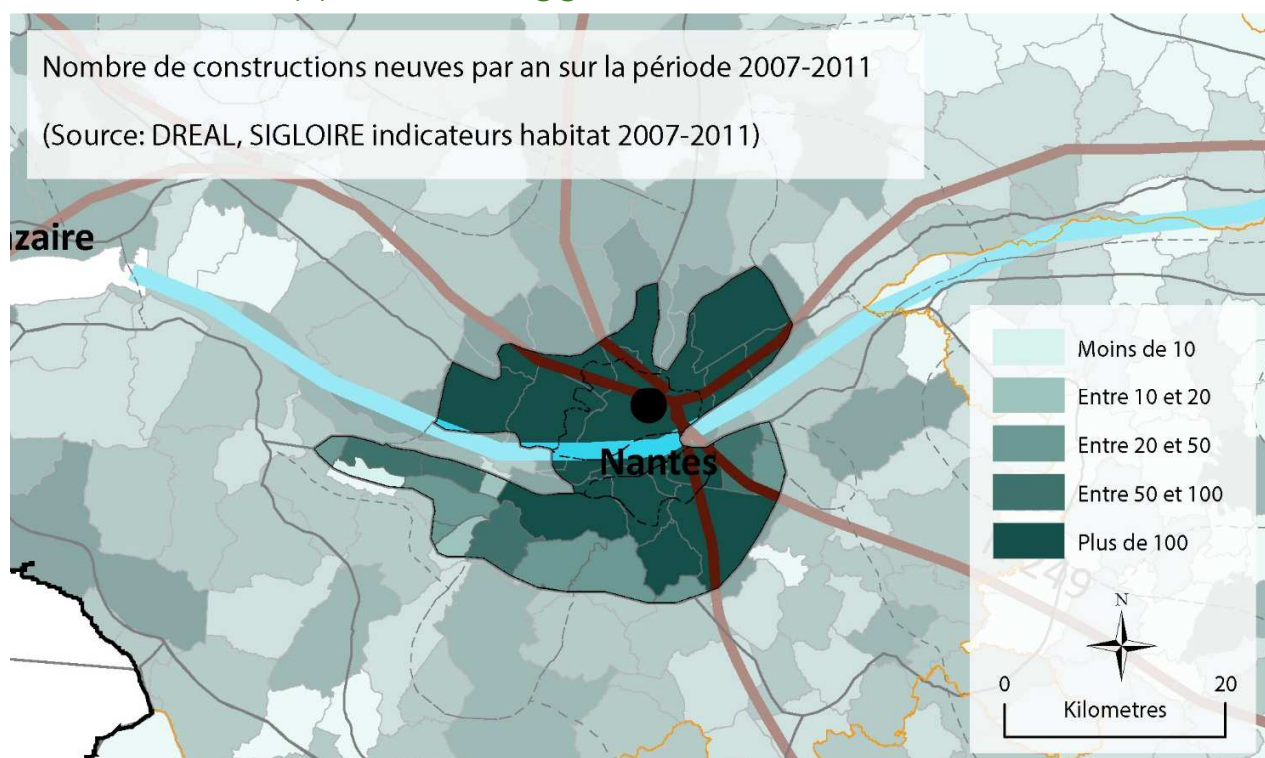 Nombre de constructions neuves par an sur la période 2007-2011
(Source: DREAL, SIGLOIRE indicateurs habitat 2007-2011)
zaire
Nantes
Moins de 10
Entre 10 et 20
Entre 20 et 50
Entre 50 et 100
Plus de 100
249
N
0 20
Kilometres